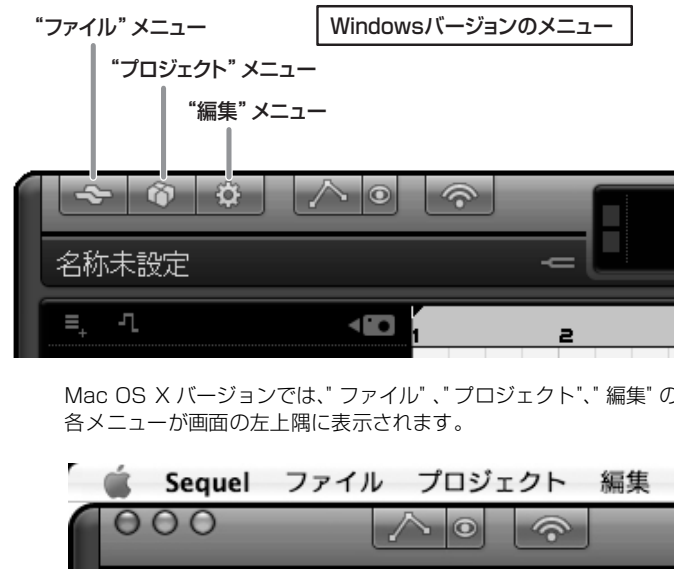 “ファイル” メニュー
Windowsバージョンのメニュー
“プロジェクト” メニュー
“編集” メニュー
名称未設定
1 2
Mac OS X バージョンでは、" ファイル" 、" プロジェクト"、" 編集" の
各メニューが画面の左上隅に表示されます。
Sequel ファイル プロジェクト 編集